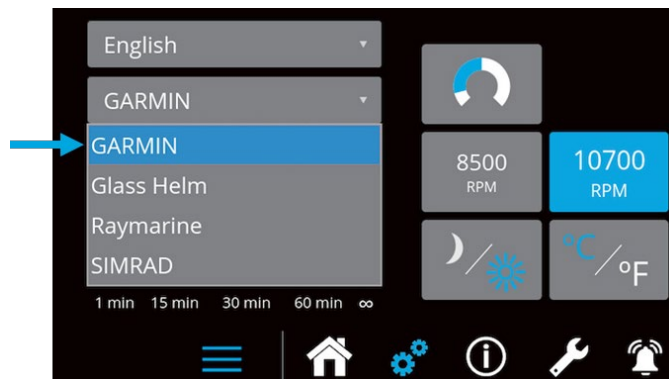 English
GARMIN
GARMIN
Glass Helm
Raymarine
SIMRAD
1 min 15 min 30 min 60 min ∞
8500
RPM
10700
RPM
°C/°F